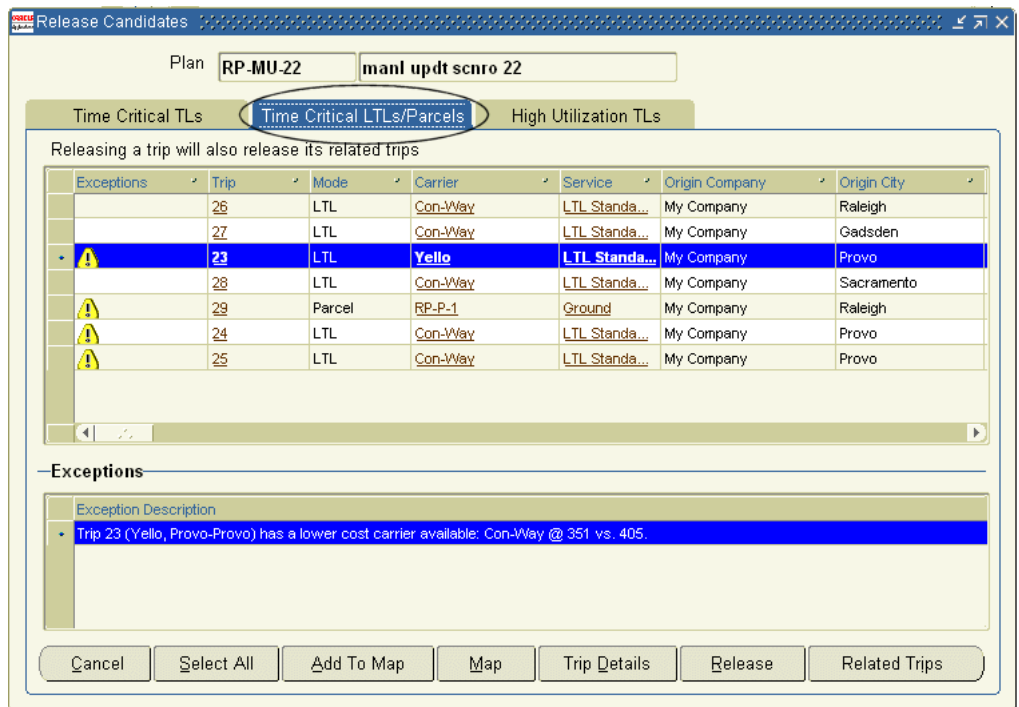 ORACLE Release Candidates
Plan RP-MU-22 manl updt scnro 22
Time Critical TLs Time Critical LTLs/Parcels High Utilization TLs
Releasing a trip will also release its related trips
Exceptions Trip Mode Carrier Service Origin Company Origin City
26 LTL Con-Way LTL Standa... My Company Raleigh
27 LTL Con-Way LTL Standa... My Company Gadsden
23 LTL Yello LTL Standa... My Company Provo
28 LTL Con-Way LTL Standa... My Company Sacramento
29 Parcel RP-P-1 Ground My Company Raleigh
24 LTL Con-Way LTL Standa... My Company Provo
25 LTL Con-Way LTL Standa... My Company Provo
Exceptions
Exception Description
Trip 23 (Yello, Provo-Provo) has a lower cost carrier available: Con-Way @ 351 vs. 405.
Cancel Select All Add To Map Map Trip Details Release Related Trips